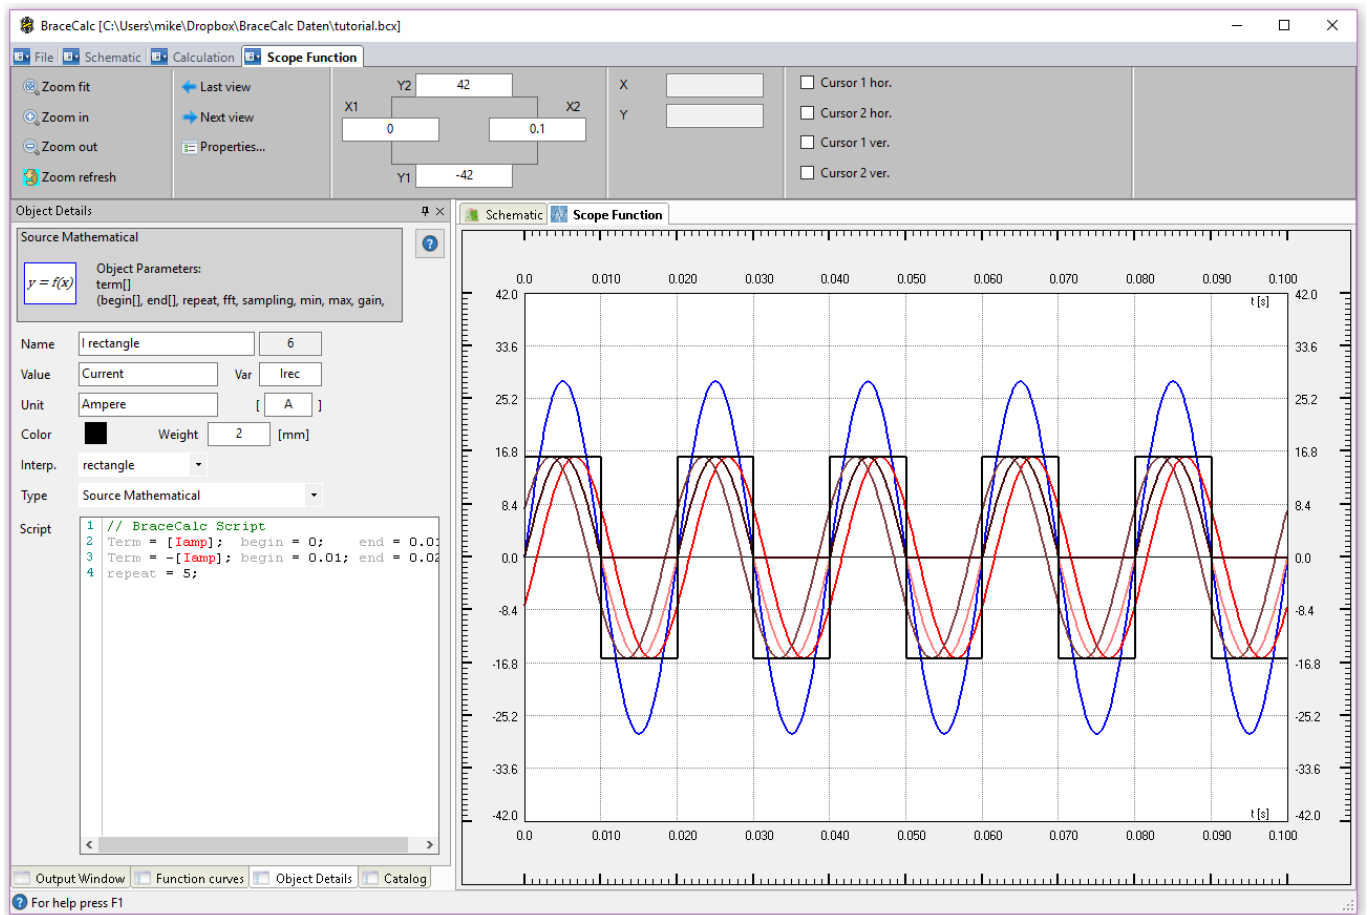 BraceCalc [C:\Users\mike\Dropbox\BraceCalc Daten\tutorial.bcx]
File Schematic Calculation Scope Function
Zoom fit
Zoom in
Zoom out
Zoom refresh
Last view
Next view
Properties...
Y2 42
X1 X2
0 0.1
Y1 -42
X
Y
Cursor 1 hor.
Cursor 2 hor.
Cursor 1 ver.
Cursor 2 ver.
Object Details
Source Mathematical
y = f(x)
Object Parameters:
term[]
(begin[], end[], repeat, fft, sampling, min, max, gain,
Name I rectangle 6
Value Current Var Irec
Unit Ampere [ A ]
Color Weight 2 [mm]
Interp. rectangle
Type Source Mathematical
Script
1 // BraceCalc Script
2 Term = [Iamp]; begin = 0; end = 0.01
3 Term = -[Iamp]; begin = 0.01; end = 0.02
4 repeat = 5;
Output Window Function curves Object Details Catalog
For help press F1
Schematic Scope Function
0.0 0.010 0.020 0.030 0.040 0.050 0.060 0.070 0.080 0.090 0.100
42.0 t [s] 42.0
33.6 33.6
25.2 25.2
16.8 16.8
8.4 8.4
0.0 0.0
-8.4 -8.4
-16.8 -16.8
-25.2 -25.2
-33.6 -33.6
-42.0 t [s] -42.0
0.0 0.010 0.020 0.030 0.040 0.050 0.060 0.070 0.080 0.090 0.100